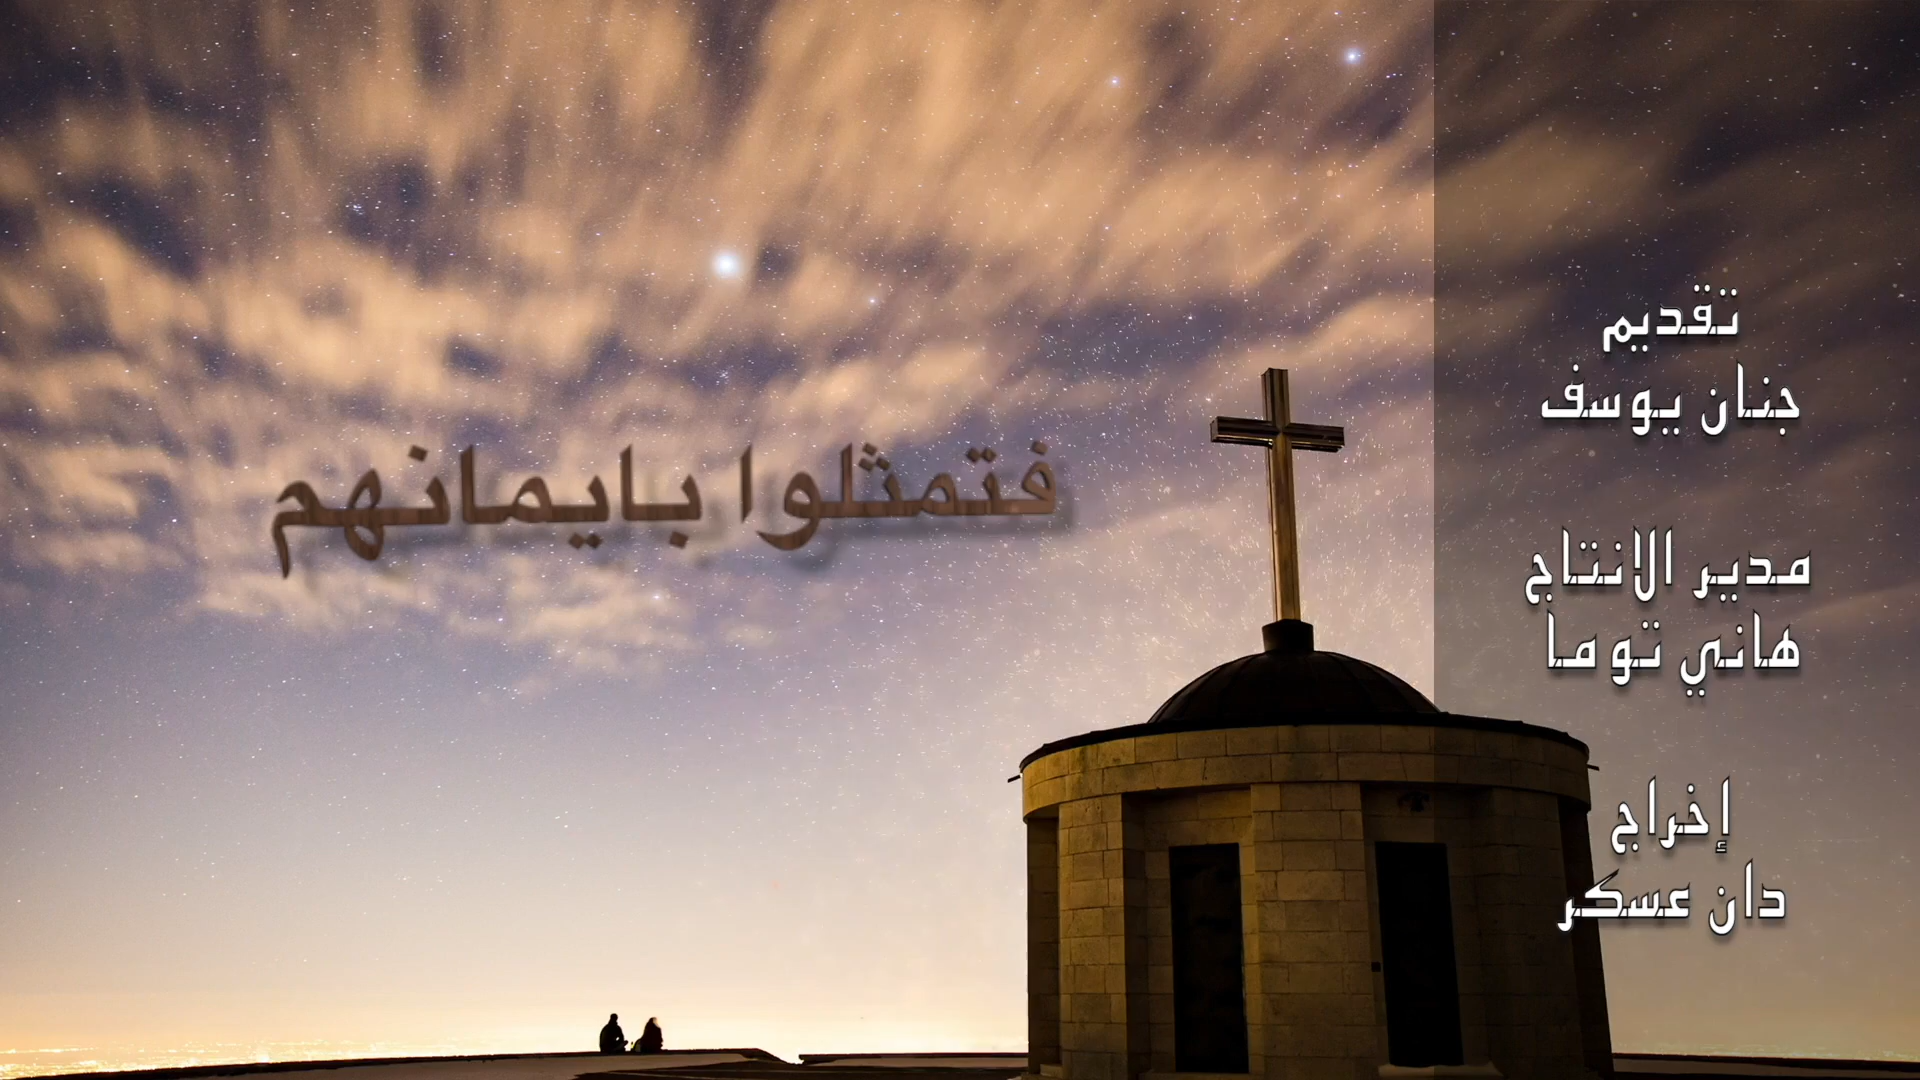 فتمثلوا بايمانهم
تقديم
جنان يوسف
مدير الانتاج
هاني توما
إخراج
دان عسكر